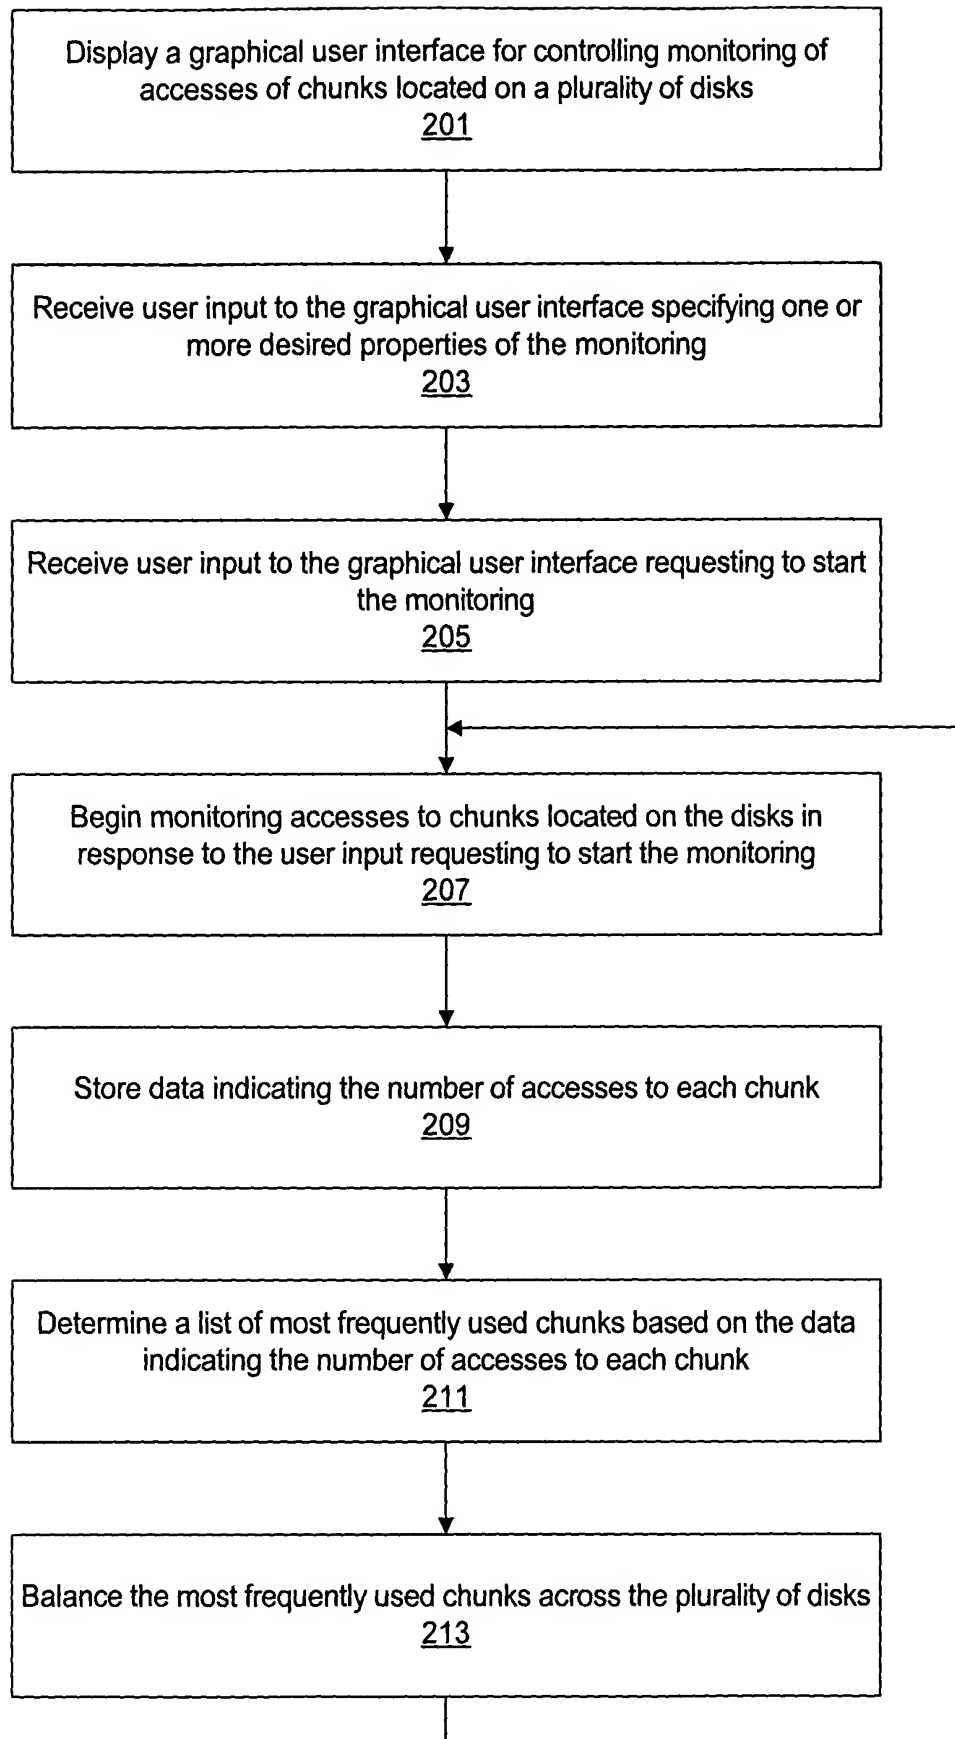 Display a graphical user interface for controlling monitoring of
accesses of chunks located on a plurality of disks
201
Receive user input to the graphical user interface specifying one or
more desired properties of the monitoring
203
Receive user input to the graphical user interface requesting to start
the monitoring
205
Begin monitoring accesses to chunks located on the disks in
response to the user input requesting to start the monitoring
207
Store data indicating the number of accesses to each chunk
209
Determine a list of most frequently used chunks based on the data
indicating the number of accesses to each chunk
211
Balance the most frequently used chunks across the plurality of disks
213